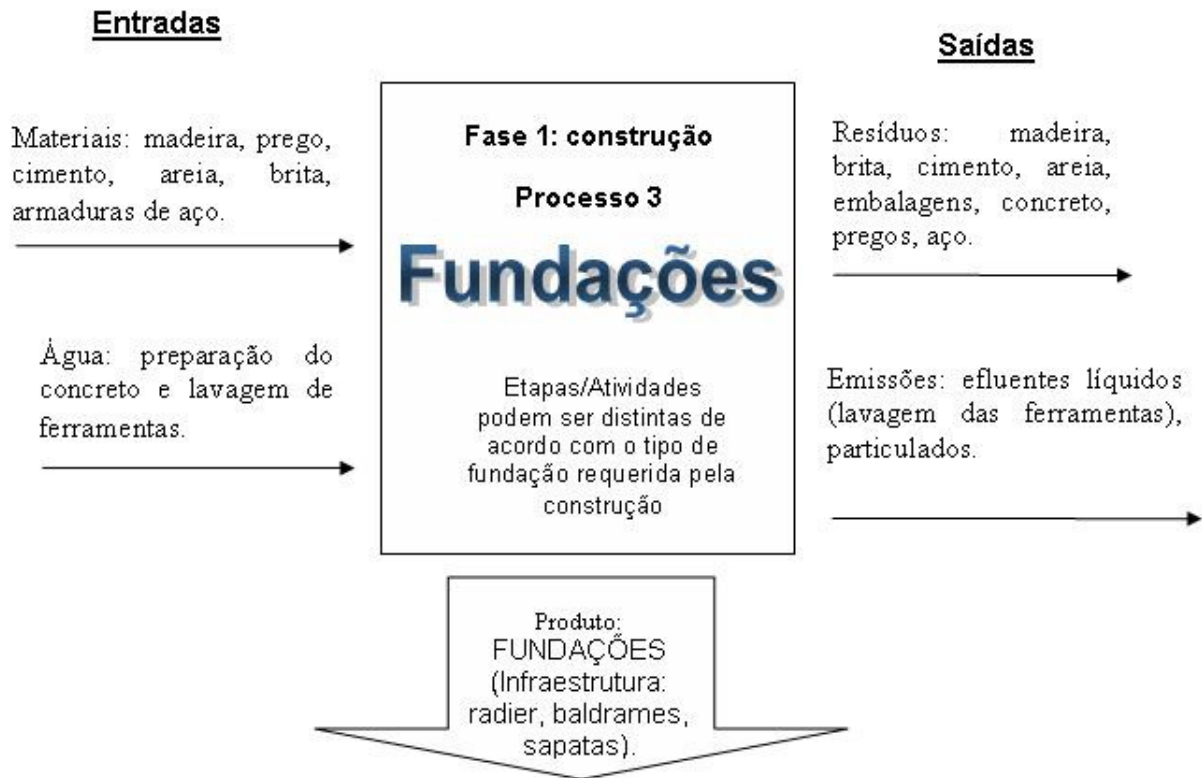 Entradas
Materiais: madeira, prego,
cimento, areia, brita,
armaduras de aço.
Água: preparação do
concreto e lavagem de
ferramentas.
Fase 1: construção
Processo 3
Fundações
Etapas/Atividades
podem ser distintas de
acordo com o tipo de
fundação requerida pela
construção
Saídas
Resíduos: madeira,
brita, cimento, areia,
embalagens, concreto,
pregos, aço.
Emissões: efluentes líquidos
(lavagem das ferramentas),
particulados.
Produto:
FUNDAÇÕES
(Infraestrutura:
radier, baldrames,
sapatas).